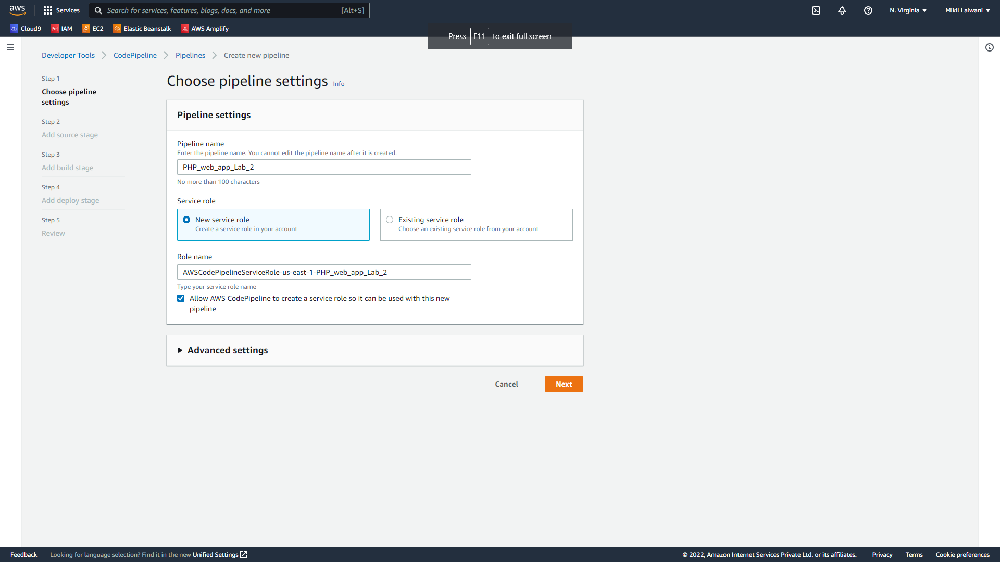 aws
Services
Search for services, features, blogs, docs, and more [Alt+S]
N. Virginia
Mikil Lalwani
Cloud9
IAM
EC2
Elastic Beanstalk
AWS Amplify
Press F11 to exit full screen
Developer Tools
CodePipeline
Pipelines
Create new pipeline
Step 1
Choose pipeline
settings
Step 2
Add source stage
Step 3
Add build stage
Step 4
Add deploy stage
Step 5
Review
Choose pipeline settings Info
Pipeline settings
Pipeline name
Enter the pipeline name. You cannot edit the pipeline name after it is created.
PHP_web_app_Lab_2
No more than 100 characters
Service role
New service role
Create a service role in your account
Existing service role
Choose an existing service role from your account
Role name
AWSCodePipelineServiceRole-us-east-1-PHP_web_app_Lab_2
Type your service role name
Allow AWS CodePipeline to create a service role so it can be used with this new
pipeline
Advanced settings
Cancel
Next
Feedback
Looking for language selection? Find it in the new Unified Settings
© 2022, Amazon Internet Services Private Ltd. or its affiliates.
Privacy
Terms
Cookie preferences